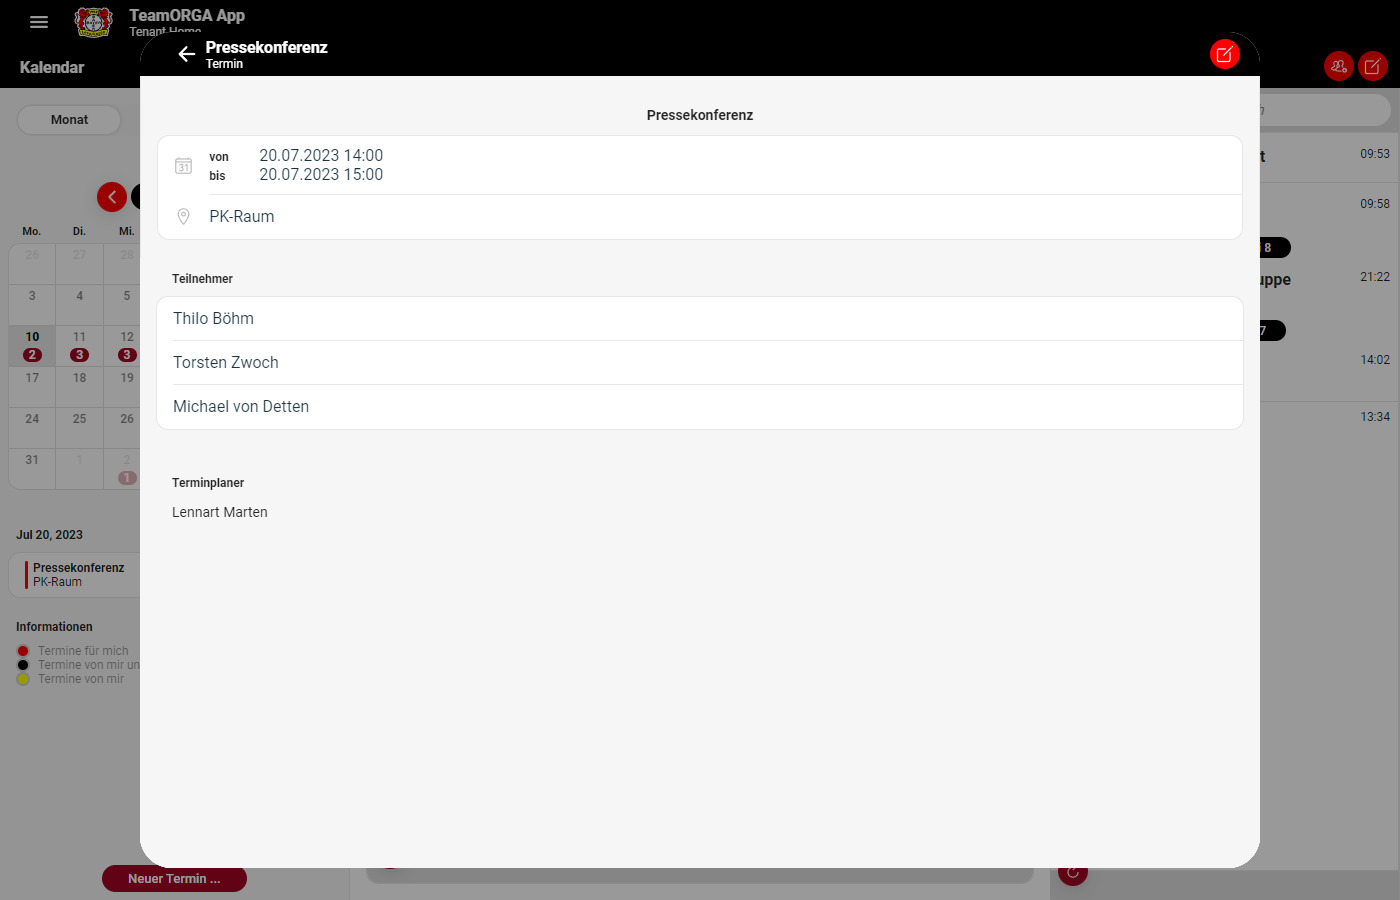 TeamORGA App
Tenant Home
Kalendar
Pressekonferenz
Termin
Monat
Mo. Di. Mi.
26 27 28
3 4 5
10 11 12
2 3 3
17 18 19
24 25 26
31 1 2
1
Jul 20, 2023
Pressekonferenz
PK-Raum
Informationen
Termine für mich
Termine von mir un
Termine von mir
Neuer Termin ...
Pressekonferenz
31
von 20.07.2023 14:00
bis 20.07.2023 15:00
PK-Raum
Teilnehmer
Thilo Böhm
Torsten Zwoch
Michael von Detten
Terminplaner
Lennart Marten
09:53
09:58
8
uppe 21:22
7
14:02
13:34